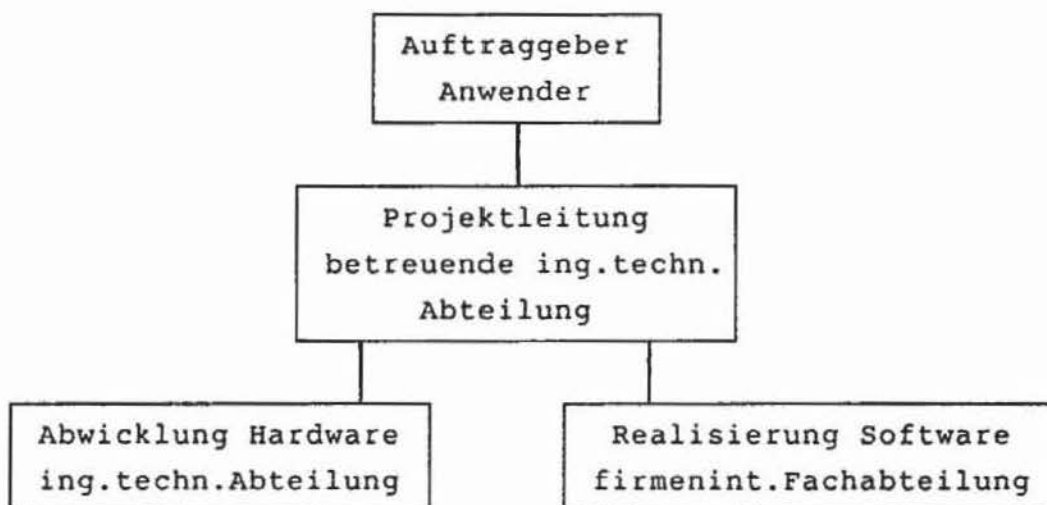 Auftraggeber
Anwender
Projektleitung
betreuende ing.techn.
Abteilung
Abwicklung Hardware
ing.techn.Abteilung
Realisierung Software
firmenint.Fachabteilung